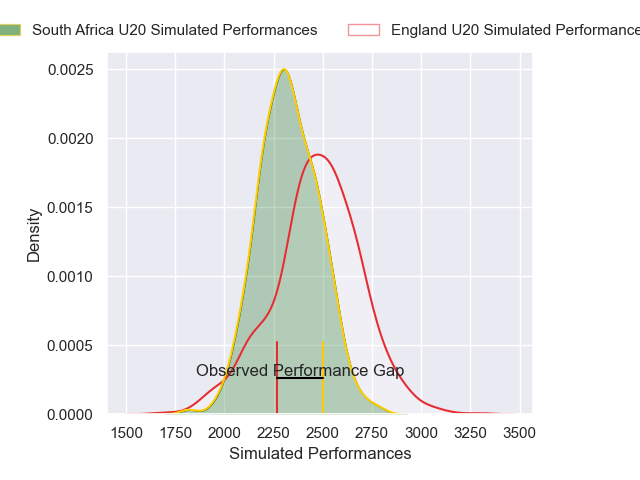 South Africa U20 Simulated Performances
England U20 Simulated Performance
0.0025
0.0020
0.0015
0.0010
0.0005
0.0000
Density
Observed Performance Gap
1500 1750 2000 2250 2500 2750 3000 3250 3500
Simulated Performances